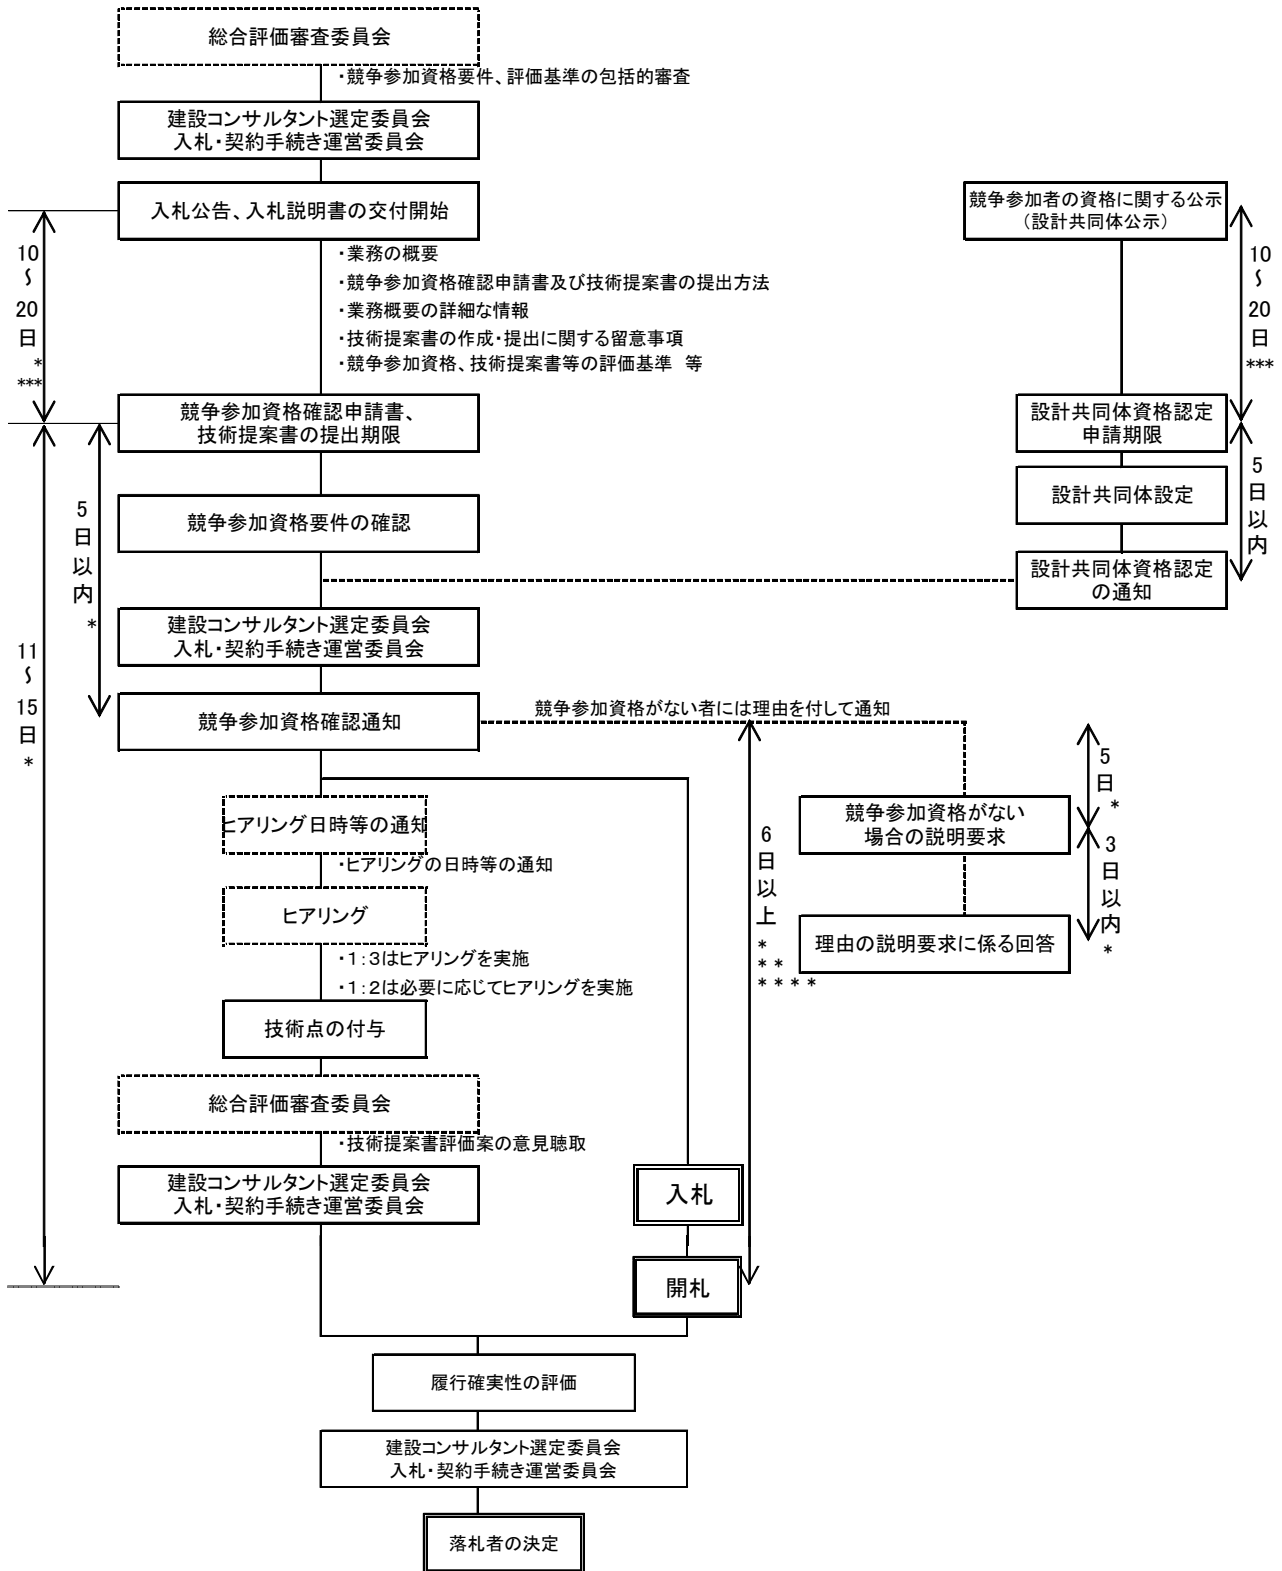 総合評価審査委員会
・競争参加資格要件、評価基準の包括的審査
建設コンサルタント選定委員会
入札・契約手続き運営委員会
入札公告、入札説明書の交付開始
・業務の概要
・競争参加資格確認申請書及び技術提案書の提出方法
・業務概要の詳細な情報
・技術提案書の作成・提出に関する留意事項
・競争参加資格、技術提案書等の評価基準　等
10～20日*
***
競争参加者の資格に関する公示
（設計共同体公示）
10～20日
***
競争参加資格確認申請書、
技術提案書の提出期限
設計共同体資格認定
申請期限
設計共同体設定
5日以内
設計共同体資格認定
の通知
競争参加資格要件の確認
5日以内*
建設コンサルタント選定委員会
入札・契約手続き運営委員会
11～15日*
競争参加資格確認通知
競争参加資格がない者には理由を付して通知
5日*
競争参加資格がない
場合の説明要求
3日以内*
理由の説明要求に係る回答
6日以上*
**
****
ヒアリング日時等の通知
・ヒアリングの日時等の通知
ヒアリング
・1:3はヒアリングを実施
・1:2は必要に応じてヒアリングを実施
技術点の付与
総合評価審査委員会
・技術提案書評価案の意見聴取
建設コンサルタント選定委員会
入札・契約手続き運営委員会
入札
開札
履行確実性の評価
建設コンサルタント選定委員会
入札・契約手続き運営委員会
落札者の決定